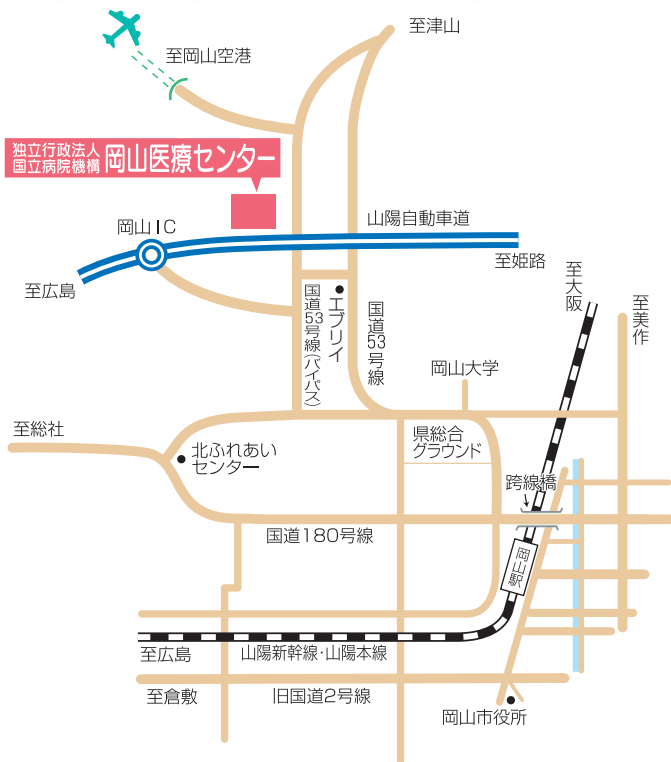 至津山
至岡山空港
独立行政法人
国立病院機構
岡山医療センター
岡山IC
山陽自動車道
至広島
至姫路
至大阪
至美作
国道53号線(バイパス)
エブリイ
国道53号線
岡山大学
至総社
北ふれあい
センター
県総合
グラウンド
跨線橋
国道180号線
岡山駅
至広島
山陽新幹線・山陽本線
至倉敷
旧国道2号線
岡山市役所